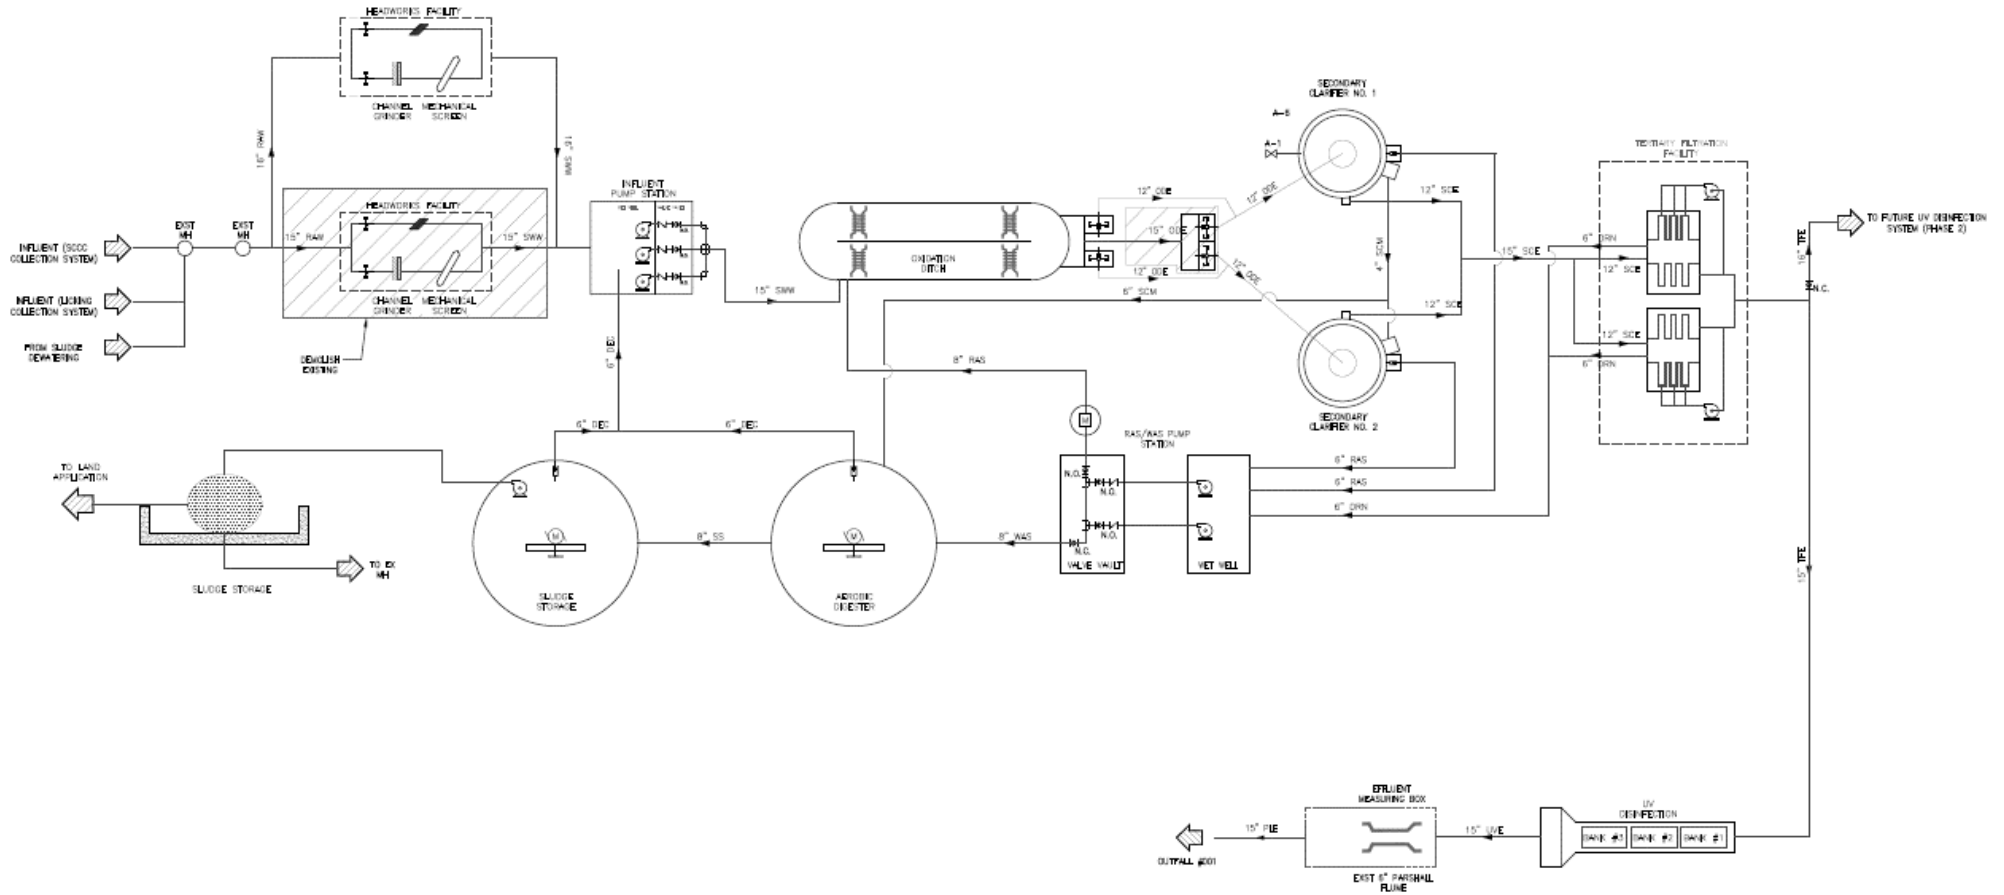 HEADWORKS FACILITY
CHANNEL
GRINDER
MECHANICAL
SCREEN
16" RAW
16" SWW
HEADWORKS FACILITY
15" RAW
15" SWW
CHANNEL
GRINDER
MECHANICAL
SCREEN
DEMOLISH
EXISTING
EXST
MH
EXST
MH
INFLUENT (SCCC
COLLECTION SYSTEM)
INFLUENT (LICKING
COLLECTION SYSTEM)
FROM SLUDGE
DEWATERING
INFLUENT
PUMP STATION
15" SWW
OXIDATION
DITCH
12" ODE
15" ODE
12" ODE
12" ODE
12" ODE
SECONDARY
CLARIFIER NO. 1
A-6
A-1
12" SCE
4" SCM
6" SCM
12" SCE
SECONDARY
CLARIFIER NO. 2
15" SCE
TERTIARY FILTRATION
FACILITY
6" DRN
12" SCE
12" SCE
6" DRN
16" TFE
N.C.
TO FUTURE UV DISINFECTION
SYSTEM (PHASE 2)
15" TFE
8" RAS
M
RAS/WAS PUMP
STATION
N.O.
N.O.
N.O.
N.C.
VALVE VAULT
WET WELL
6" RAS
6" RAS
6" DRN
8" WAS
6" DEC
6" DEC
6" DEC
M
AEROBIC
DIGESTER
8" SS
M
SLUDGE
STORAGE
TO LAND
APPLICATION
TO EX
MH
SLUDGE STORAGE
UV
DISINFECTION
BANK #3
BANK #2
BANK #1
15" UVE
EFFLUENT
MEASURING BOX
EXST 6" PARSHALL
FLUME
15" PLE
OUTFALL #001